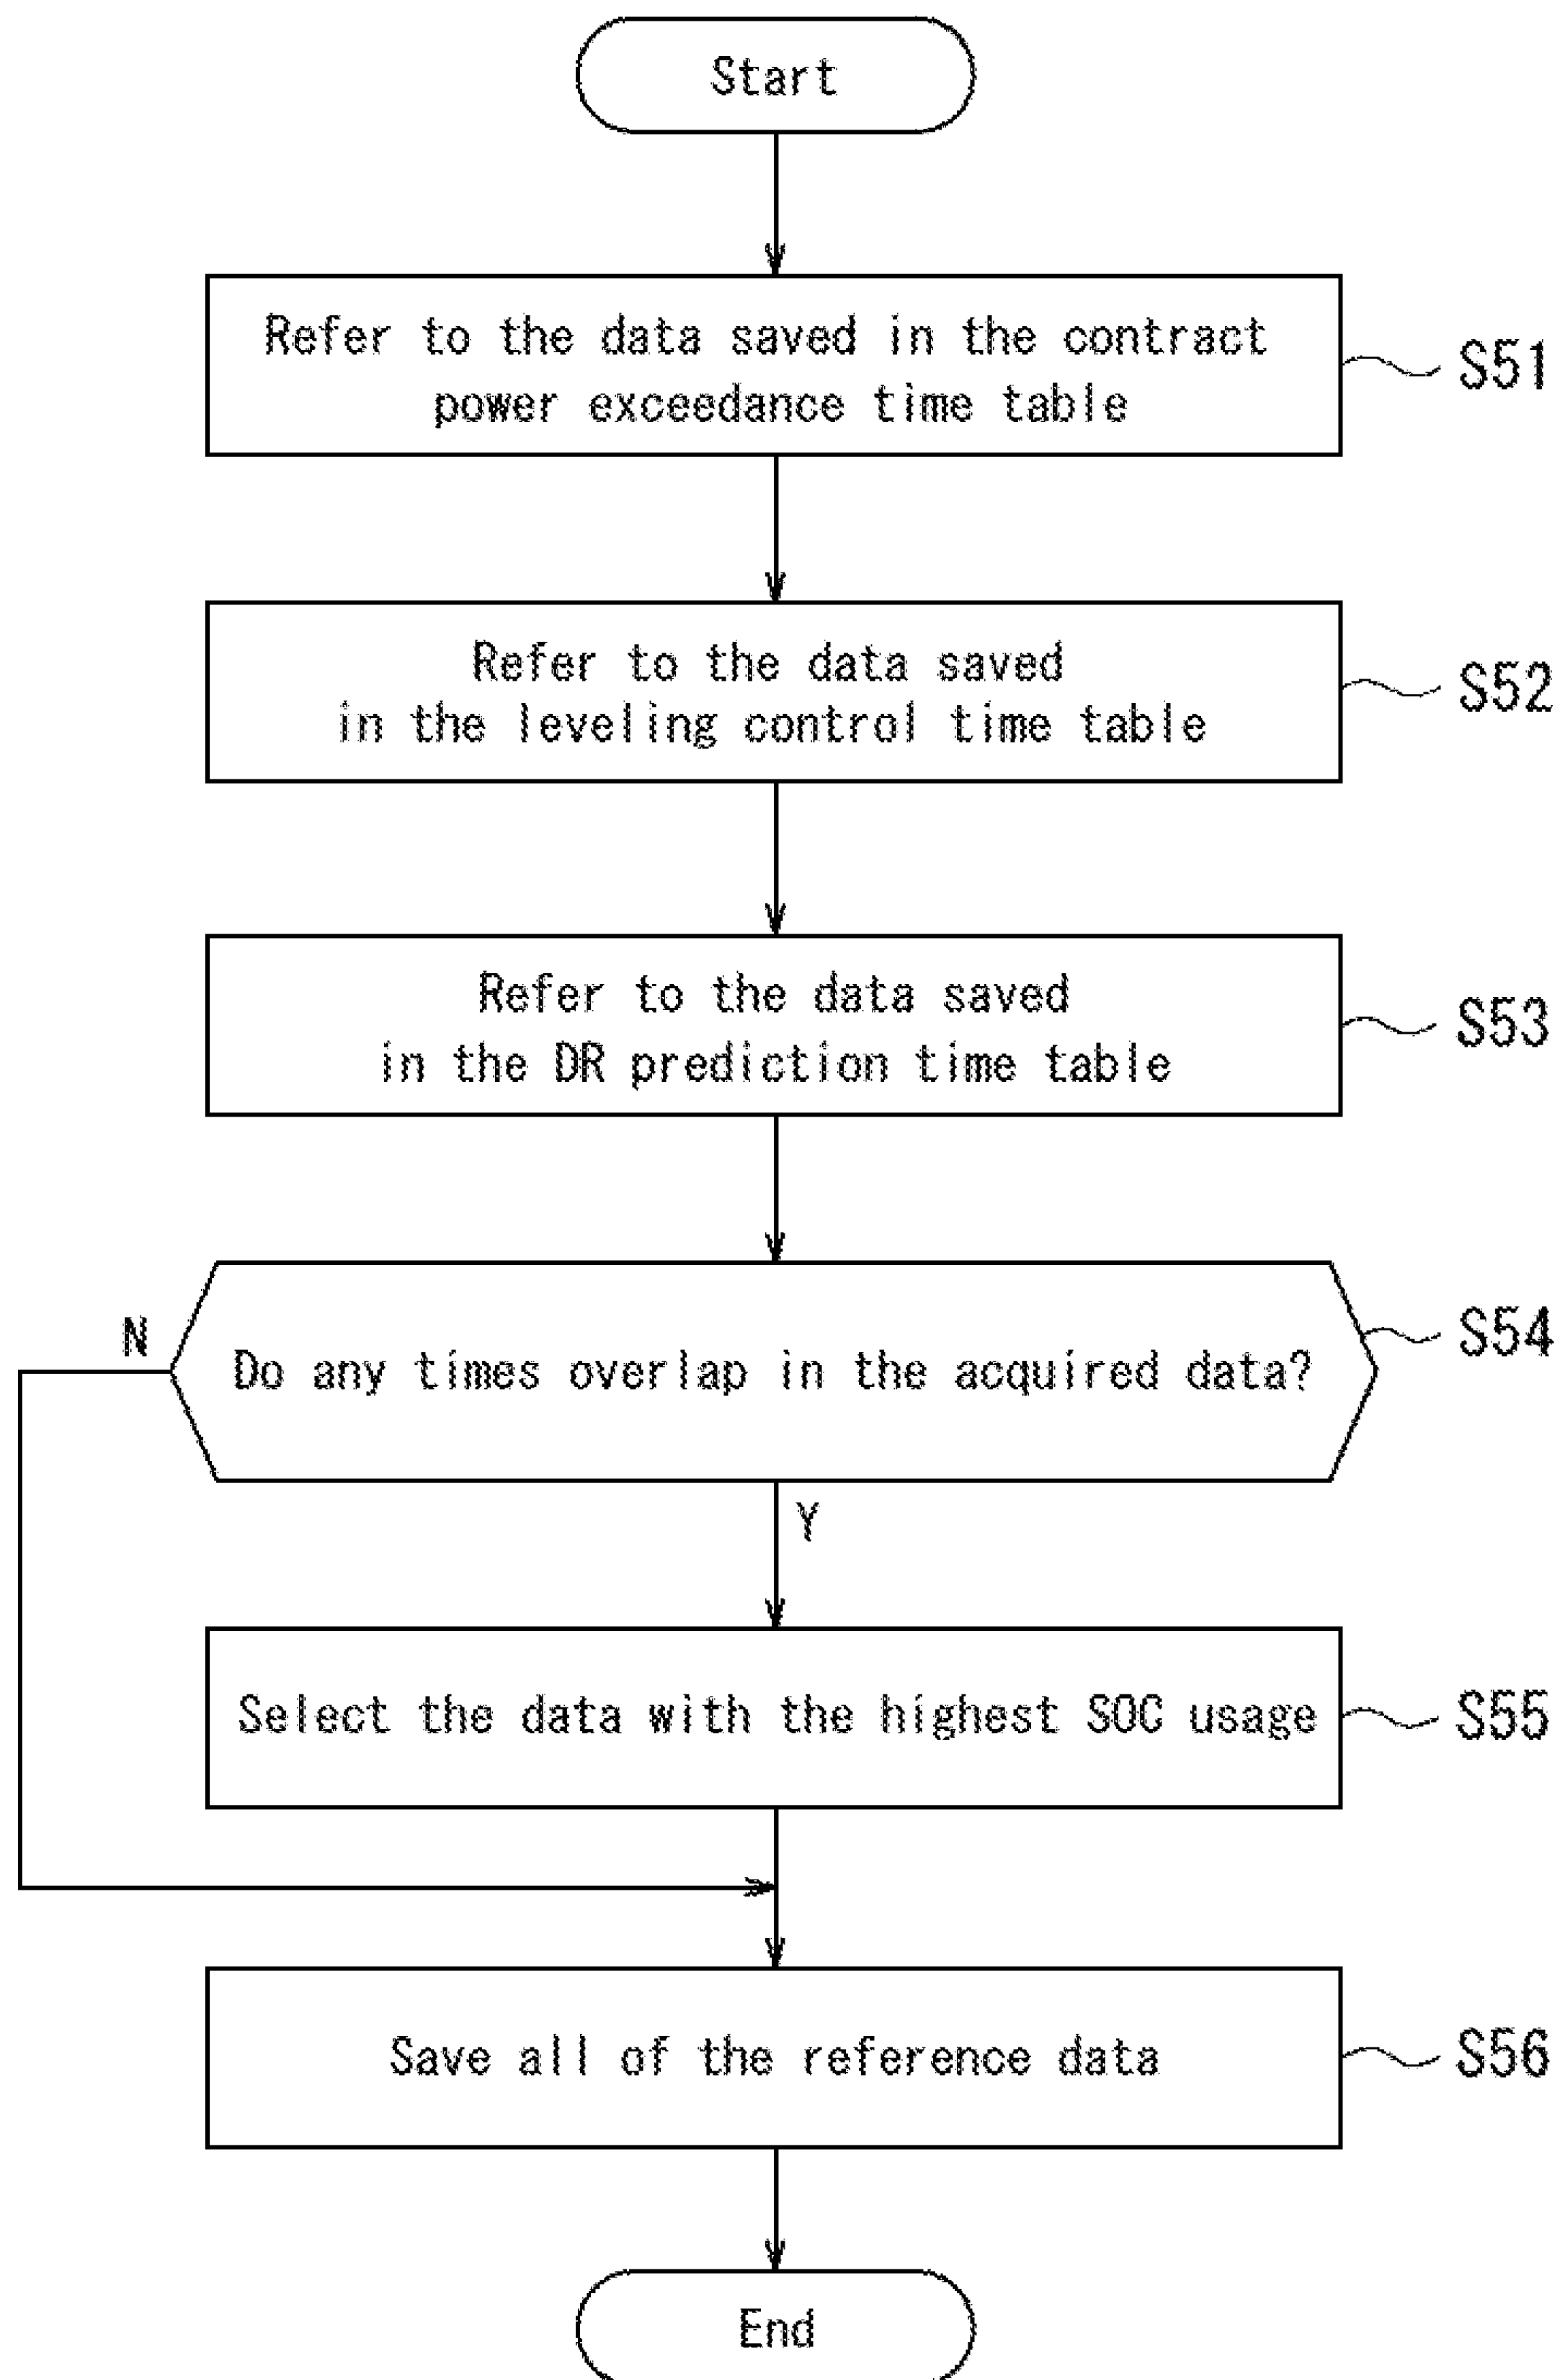 Start
Refer to the data saved in the contract
power exceedance time table
S51
Refer to the data saved
in the leveling control time table
S52
Refer to the data saved
in the DR prediction time table
S53
N
Do any times overlap in the acquired data?
S54
Y
Select the data with the highest SOC usage
S55
Save all of the reference data
S56
End